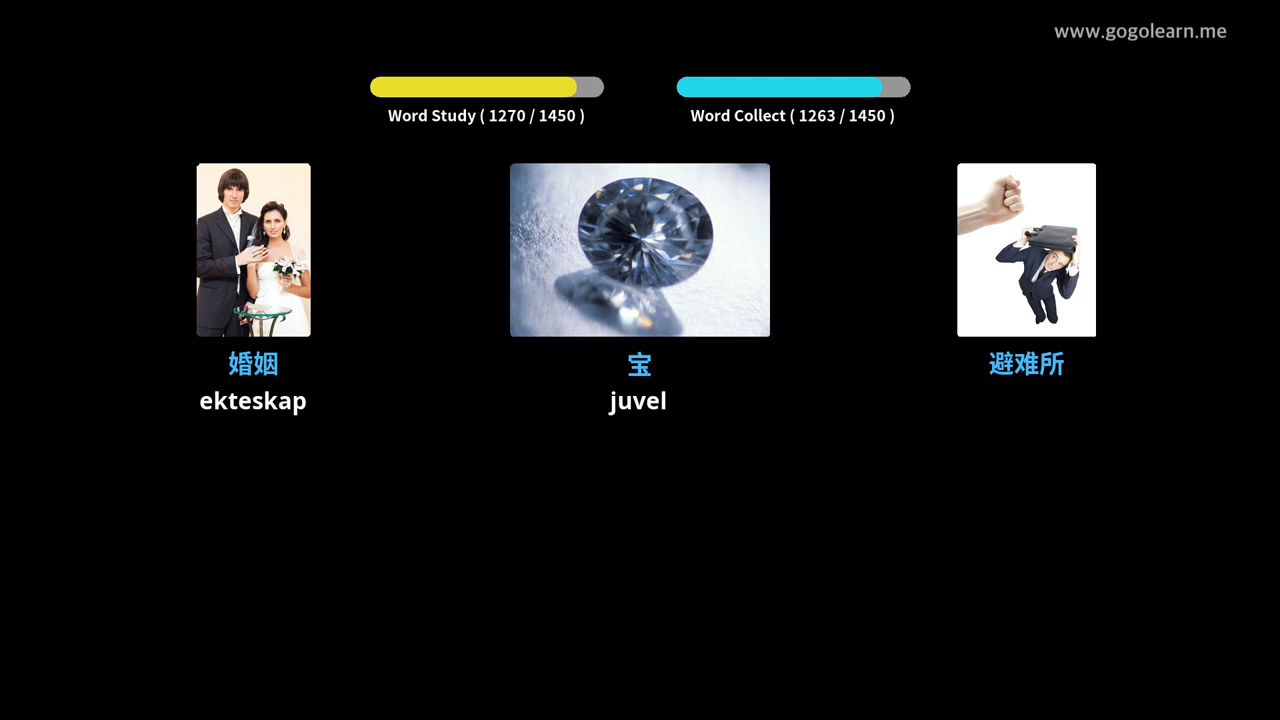 www.gogolearn.me
Word Study ( 1270 / 1450 )
Word Collect ( 1263 / 1450 )
婚姻
宝
避难所
ekteskap
juvel